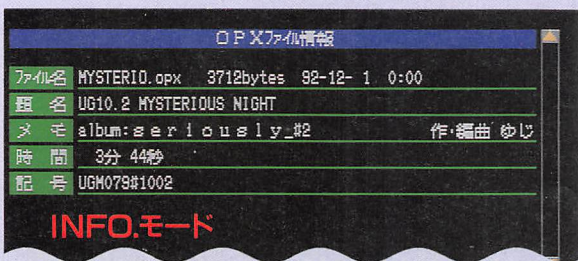 OPXファイル情報
ファイル名 MYSTERIO.opx 3712bytes 92-12- 1 0:00
題 名 UG10.2 MYSTERIOUS NIGHT
メ モ album:ｓｅｒｉｏｕｓｌｙ_#2 作・編曲 ゆじ
時 間 3分 44秒
記 号 UGM079#1002
INFO.モード